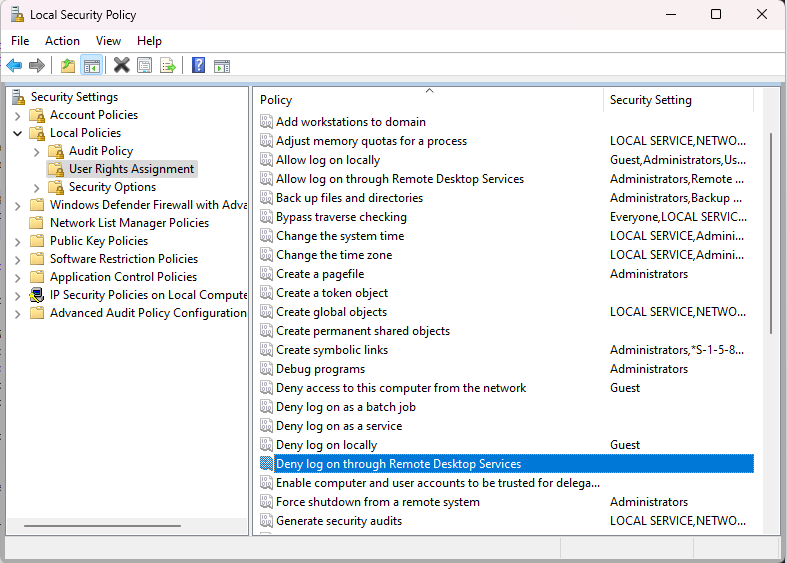 Local Security Policy
File Action View Help
Security Settings
Account Policies
Local Policies
Audit Policy
User Rights Assignment
Security Options
Windows Defender Firewall with Adva
Network List Manager Policies
Public Key Policies
Software Restriction Policies
Application Control Policies
IP Security Policies on Local Compute
Advanced Audit Policy Configuration
Policy Security Setting
Add workstations to domain
Adjust memory quotas for a process LOCAL SERVICE,NETWO...
Allow log on locally Guest,Administrators,Us...
Allow log on through Remote Desktop Services Administrators,Remote ...
Back up files and directories Administrators,Backup ...
Bypass traverse checking Everyone,LOCAL SERVIC...
Change the system time LOCAL SERVICE,Admini...
Change the time zone LOCAL SERVICE,Admini...
Create a pagefile Administrators
Create a token object
Create global objects LOCAL SERVICE,NETWO...
Create permanent shared objects
Create symbolic links Administrators,*S-1-5-8...
Debug programs Administrators
Deny access to this computer from the network Guest
Deny log on as a batch job
Deny log on as a service
Deny log on locally Guest
Deny log on through Remote Desktop Services
Enable computer and user accounts to be trusted for delega...
Force shutdown from a remote system Administrators
Generate security audits LOCAL SERVICE,NETWO...